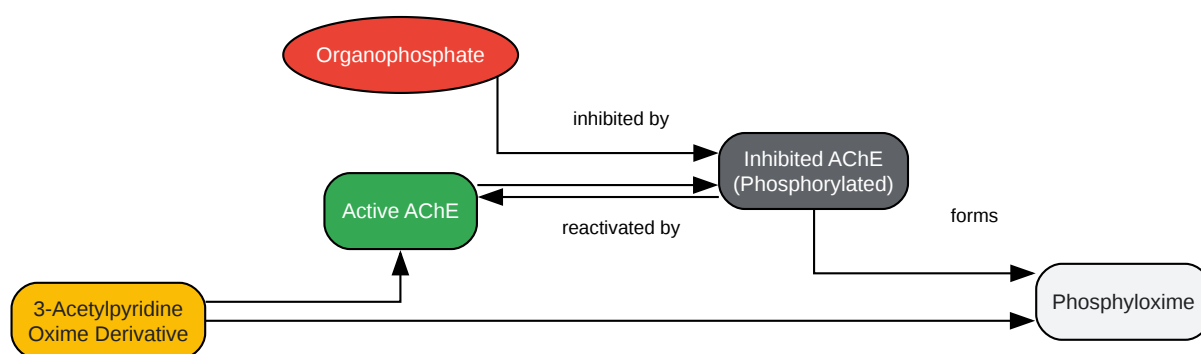 Organophosphate
inhibited by
Inhibited AChE
(Phosphorylated)
Active AChE
reactivated by
forms
3-Acetylpyridine
Oxime Derivative
Phosphyloxime